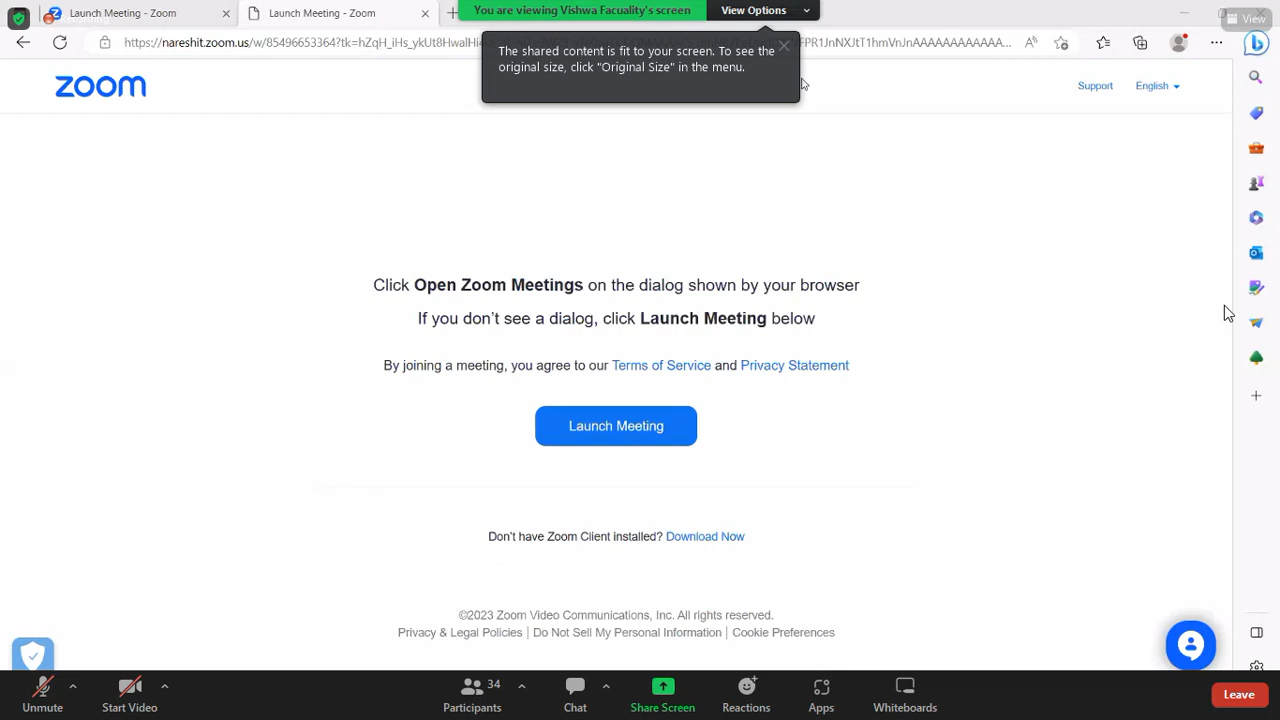 Launch Meeting - Zoom
Launch Meeting - Zoom
You are viewing Vishwa Facuality's screen
View Options
View
The shared content is fit to your screen. To see the
original size, click "Original Size" in the menu.
zoom
Support
English
Click Open Zoom Meetings on the dialog shown by your browser
If you don't see a dialog, click Launch Meeting below
By joining a meeting, you agree to our Terms of Service and Privacy Statement
Launch Meeting
Don't have Zoom Client installed? Download Now
©2023 Zoom Video Communications, Inc. All rights reserved.
Privacy & Legal Policies | Do Not Sell My Personal Information | Cookie Preferences
34
Unmute
Start Video
Participants
Chat
Share Screen
Reactions
Apps
Whiteboards
Leave